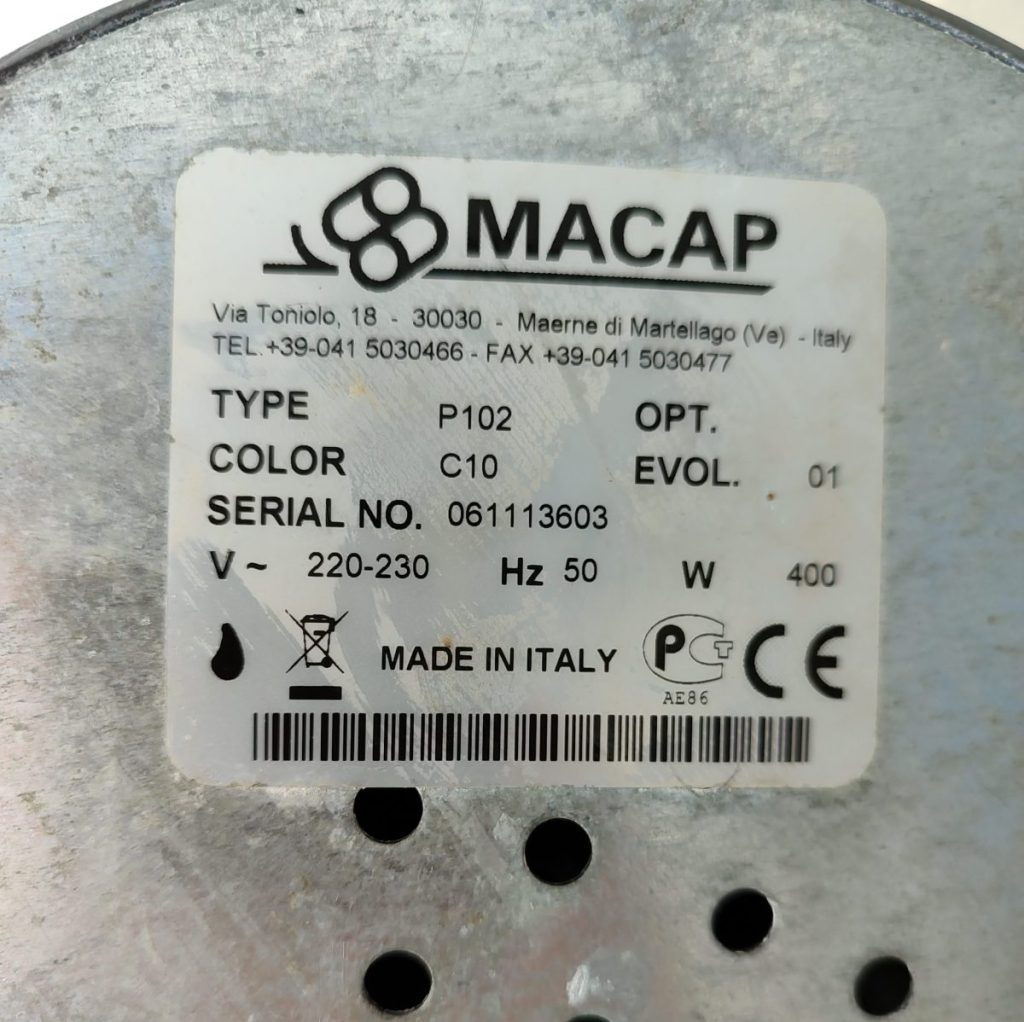 MACAP
Via Toniolo, 18 - 30030 - Maerne di Martellago (Ve) - Italy
TEL.+39-041 5030466 - FAX +39-041 5030477
TYPE P102 OPT.
COLOR C10 EVOL. 01
SERIAL NO. 061113603
V ~ 220-230 Hz 50 W 400
MADE IN ITALY PCT CE
AE86